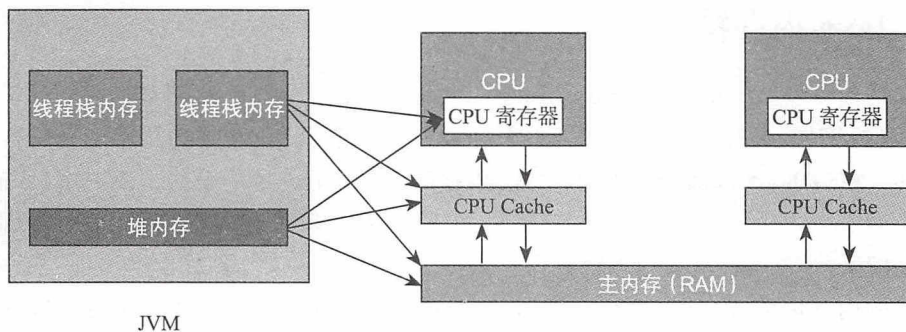 线程栈内存
线程栈内存
堆内存
JVM
CPU
CPU 寄存器
CPU Cache
CPU
CPU 寄存器
CPU Cache
主内存（RAM）